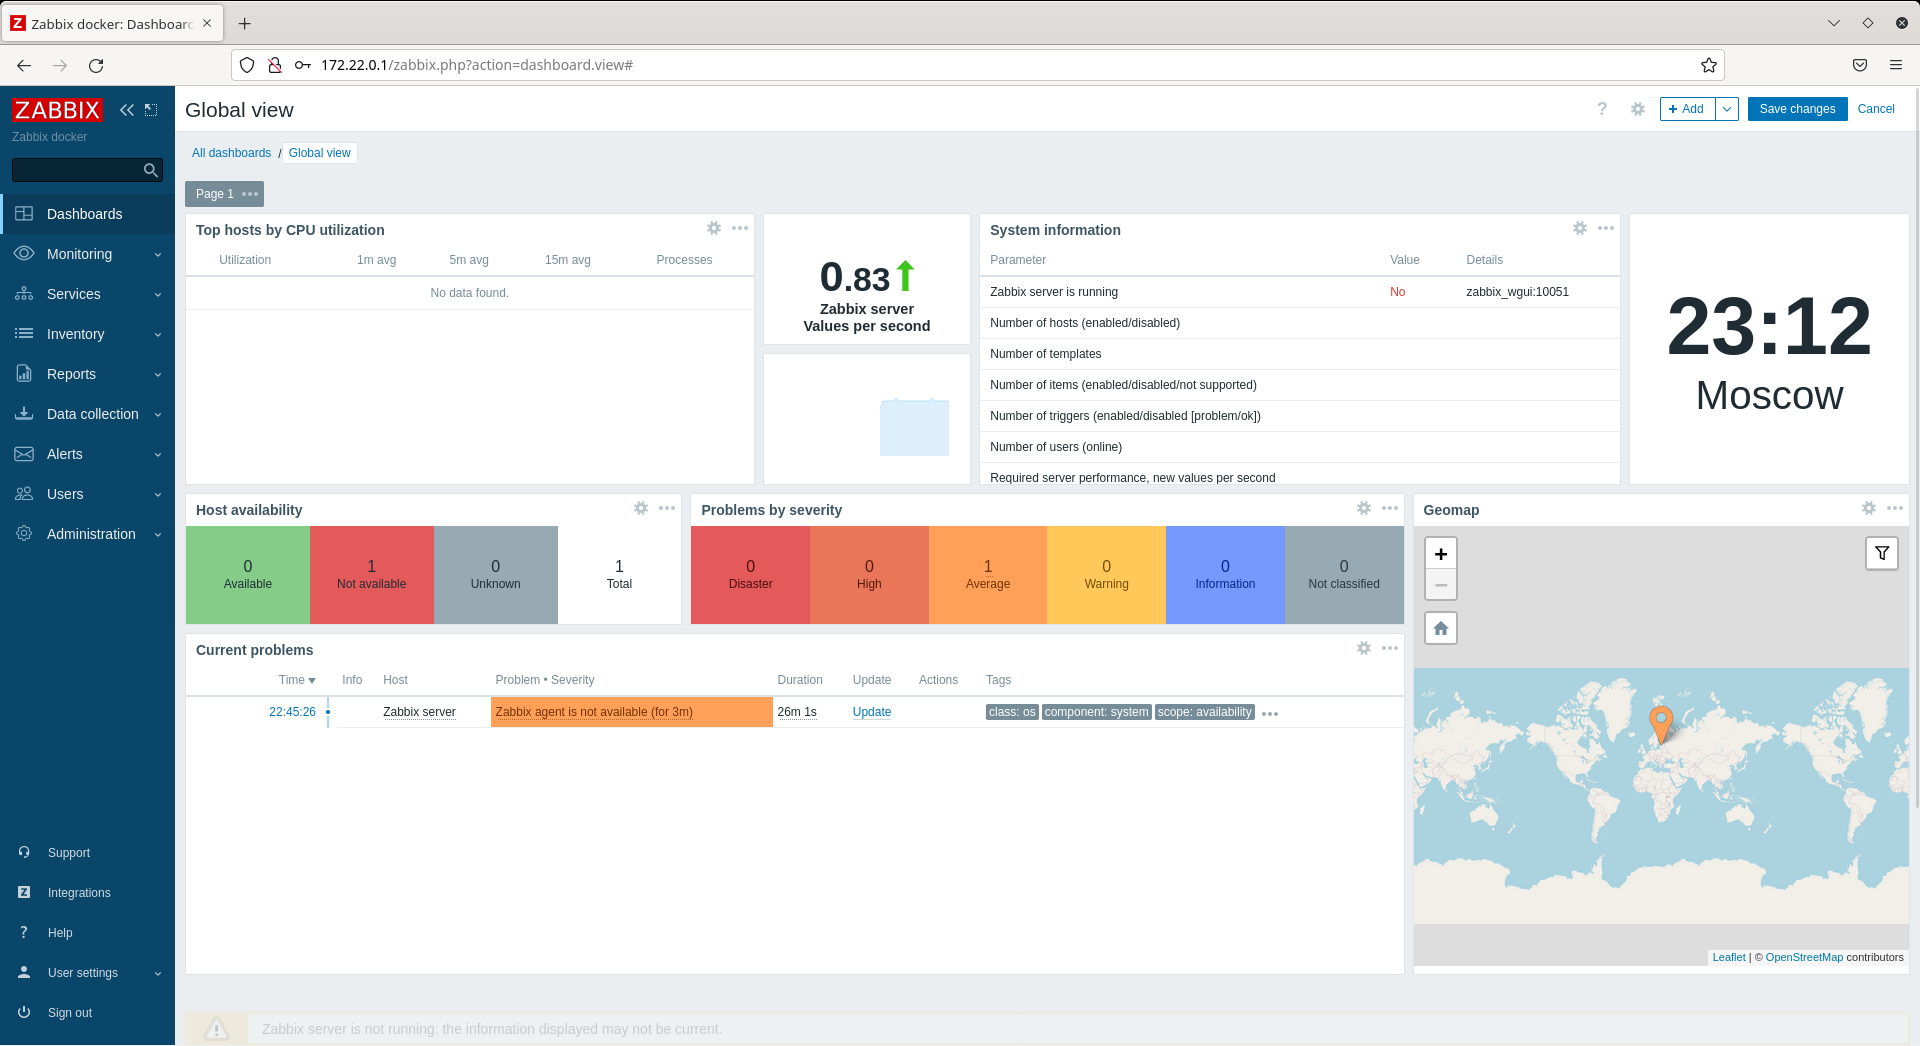 Zabbix docker: Dashboard
172.22.0.1/zabbix.php?action=dashboard.view#
ZABBIX
Zabbix docker
Dashboards
Monitoring
Services
Inventory
Reports
Data collection
Alerts
Users
Administration
Support
Integrations
Help
User settings
Sign out
Global view
? + Add Save changes Cancel
All dashboards / Global view
Page 1
Top hosts by CPU utilization
Utilization 1m avg 5m avg 15m avg Processes
No data found.
0.83
Zabbix server
Values per second
System information
Parameter Value Details
Zabbix server is running No zabbix_wgui:10051
Number of hosts (enabled/disabled)
Number of templates
Number of items (enabled/disabled/not supported)
Number of triggers (enabled/disabled [problem/ok])
Number of users (online)
Required server performance, new values per second
23:12
Moscow
Host availability
0 1 0 1
Available Not available Unknown Total
Problems by severity
0 0 1 0 0 0
Disaster High Average Warning Information Not classified
Geomap
+
−
Leaflet | © OpenStreetMap contributors
Current problems
Time Info Host Problem • Severity Duration Update Actions Tags
22:45:26 Zabbix server Zabbix agent is not available (for 3m) 26m 1s Update class: os component: system scope: availability
Zabbix server is not running: the information displayed may not be current.